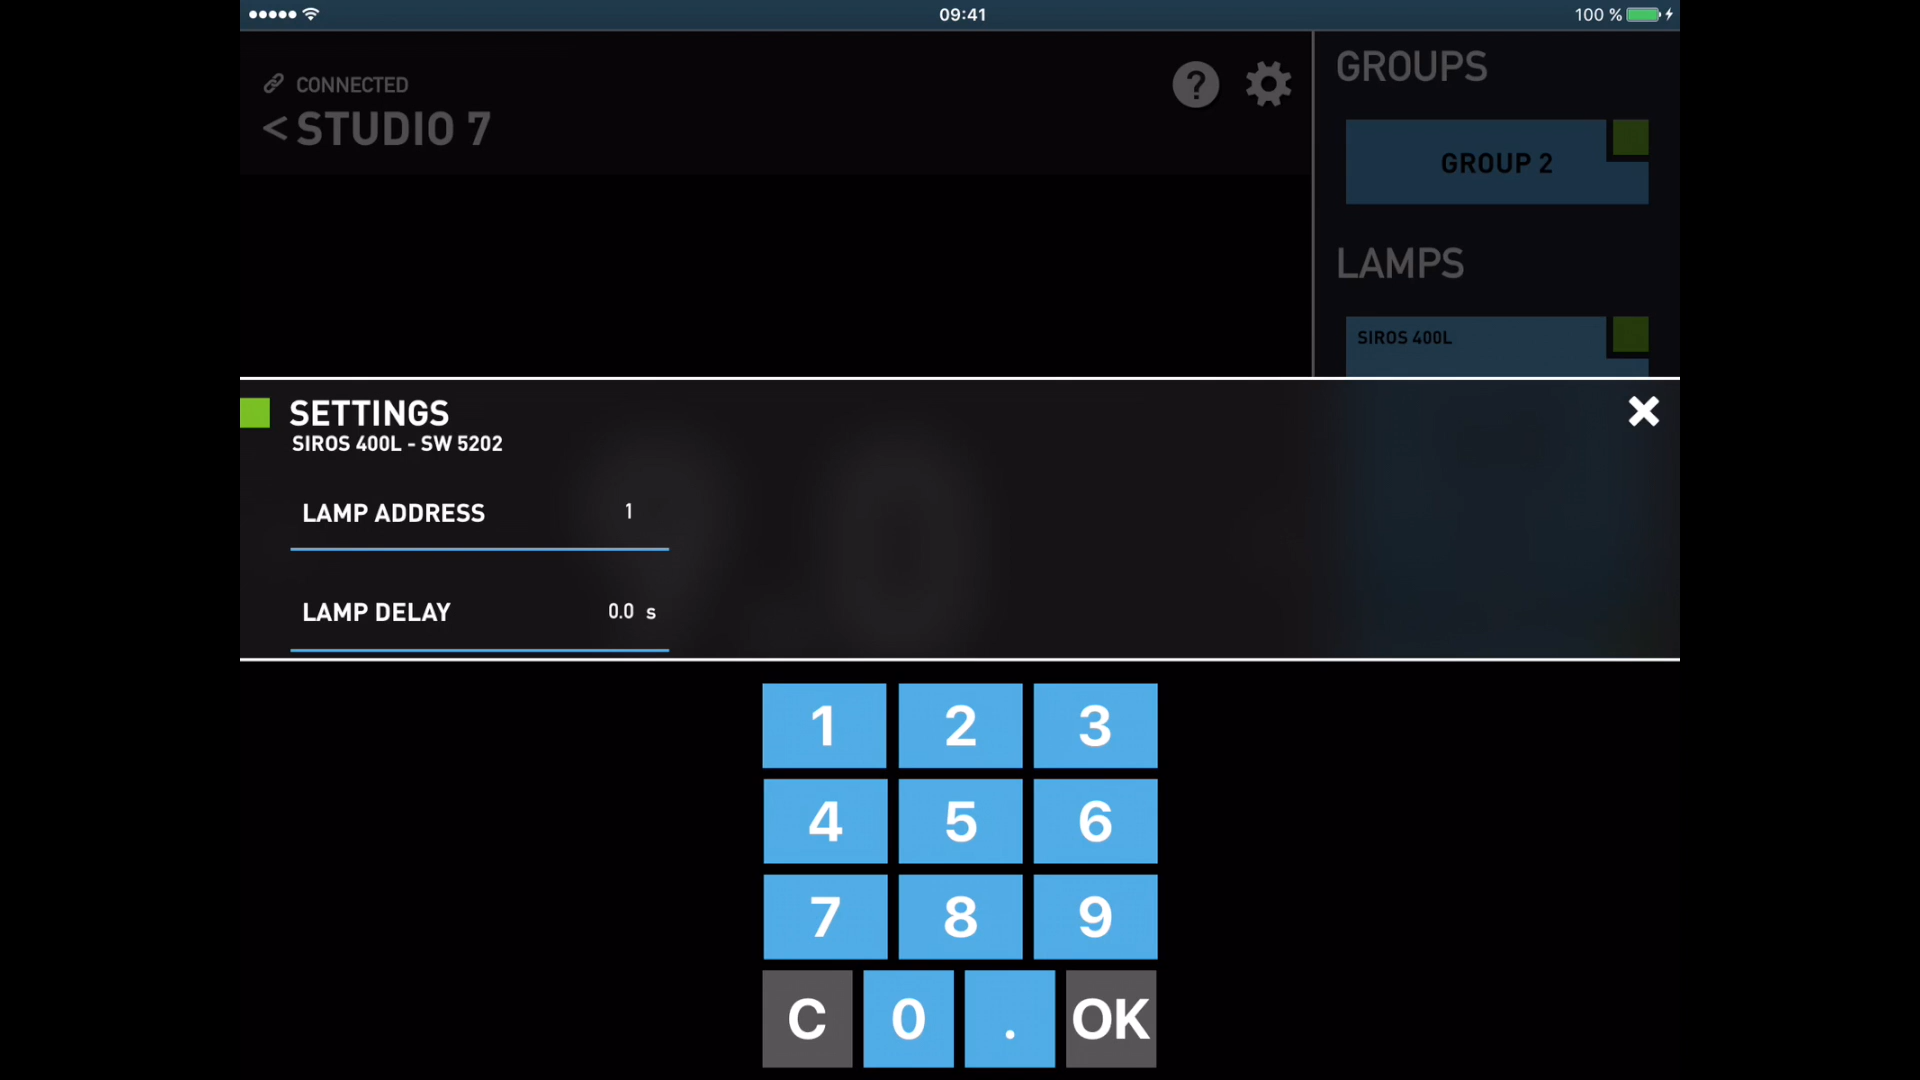 09:41
100 %
CONNECTED
< STUDIO 7
?
GROUPS
GROUP 2
LAMPS
SIROS 400L
SETTINGS
SIROS 400L - SW 5202
LAMP ADDRESS 1
LAMP DELAY 0.0 s
1 2 3
4 5 6
7 8 9
C 0 . OK